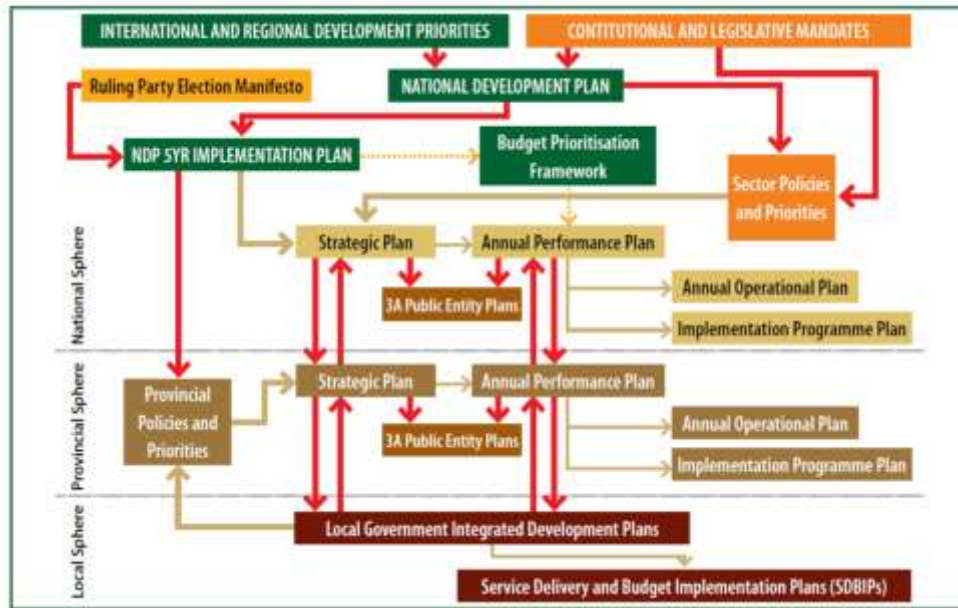 INTERNATIONAL AND REGIONAL DEVELOPMENT PRIORITIES
CONTITUTIONAL AND LEGISLATIVE MANDATES
Ruling Party Election Manifesto
NATIONAL DEVELOPMENT PLAN
NDP 5YR IMPLEMENTATION PLAN
Budget Prioritisation
Framework
Sector Policies
and Priorities
National Sphere
Strategic Plan
Annual Performance Plan
3A Public Entity Plans
Annual Operational Plan
Implementation Programme Plan
Provincial Sphere
Provincial
Policies and
Priorities
Strategic Plan
Annual Performance Plan
3A Public Entity Plans
Annual Operational Plan
Implementation Programme Plan
Local Sphere
Local Government Integrated Development Plans
Service Delivery and Budget Implementation Plans (SDBIPs)